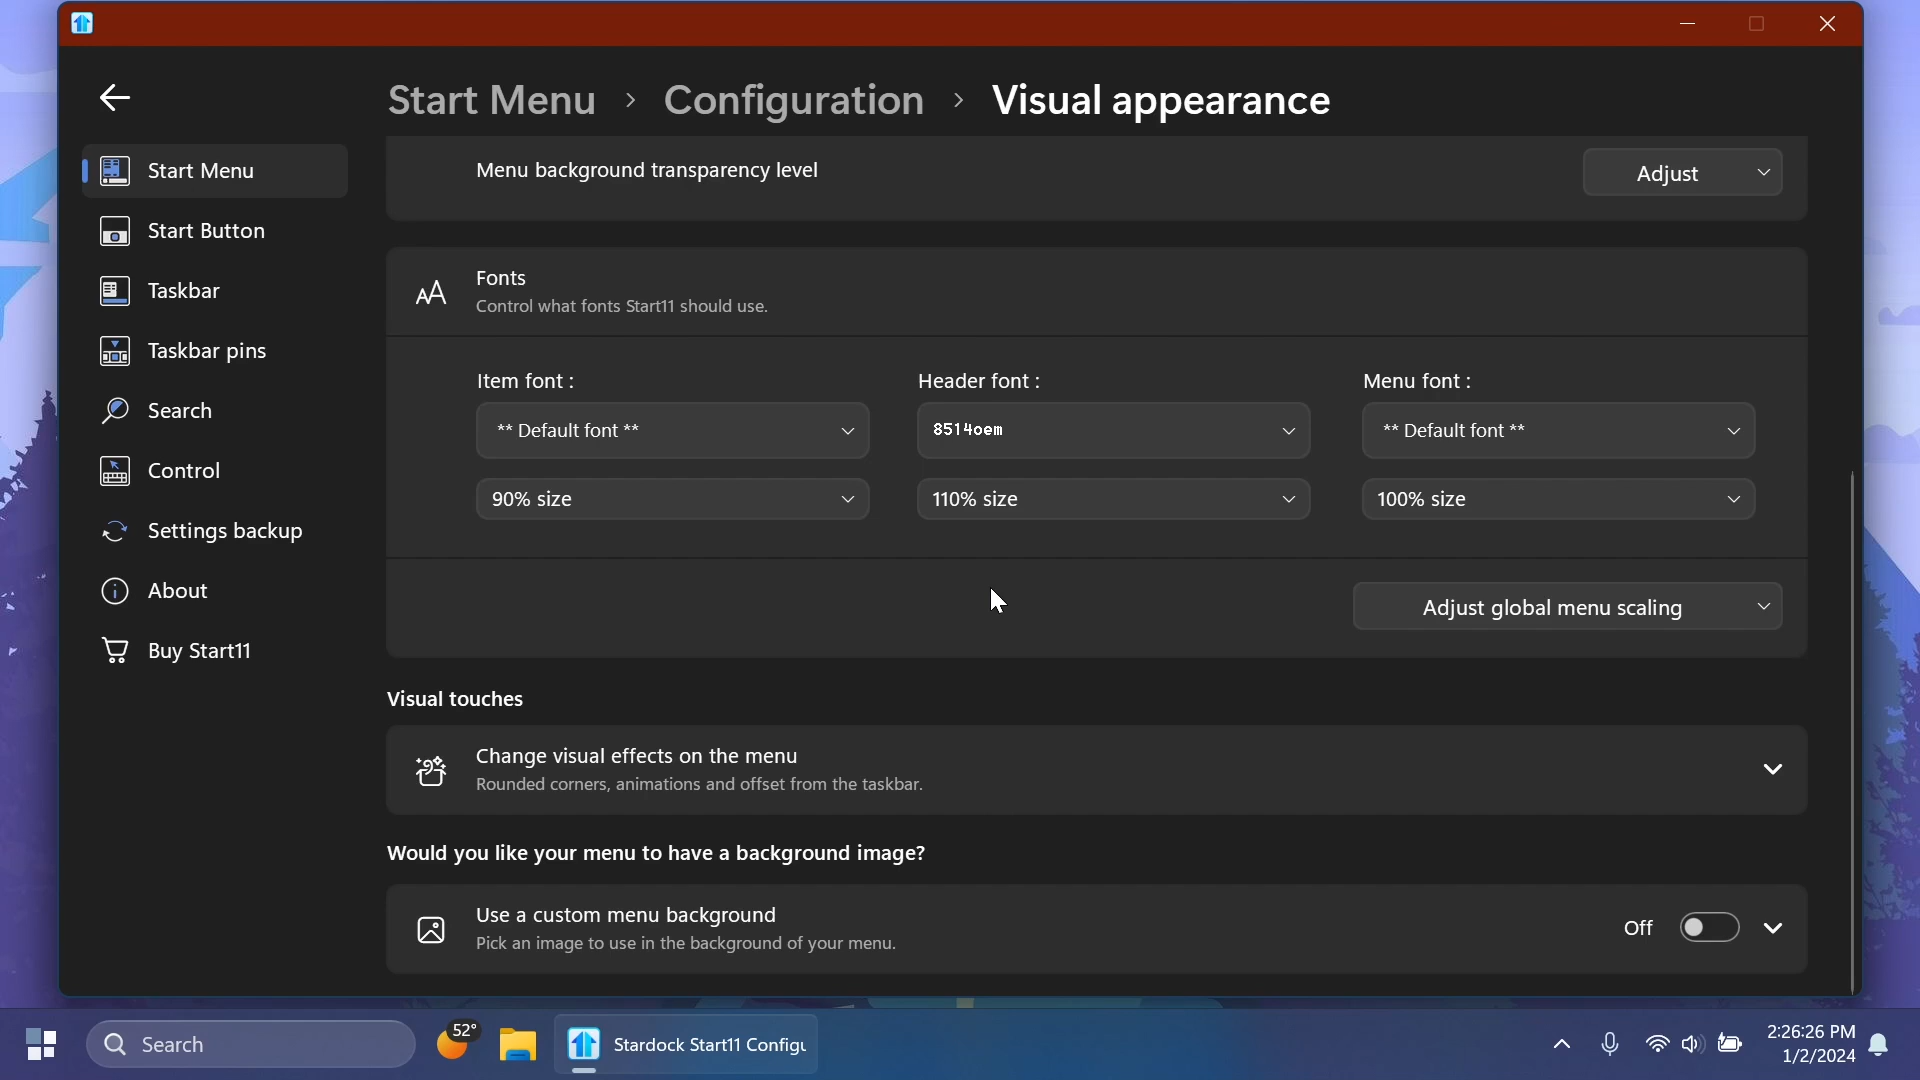 Start Menu > Configuration > Visual appearance
Start Menu
Start Button
Taskbar
Taskbar pins
Search
Control
Settings backup
About
Buy Start11
Menu background transparency level
Adjust
Fonts
Control what fonts Start11 should use.
Item font :
Header font :
Menu font :
** Default font **
8514oem
** Default font **
90% size
110% size
100% size
Adjust global menu scaling
Visual touches
Change visual effects on the menu
Rounded corners, animations and offset from the taskbar.
Would you like your menu to have a background image?
Use a custom menu background
Pick an image to use in the background of your menu.
Off
Search
52°
Stardock Start11 Configu
2:26:26 PM
1/2/2024